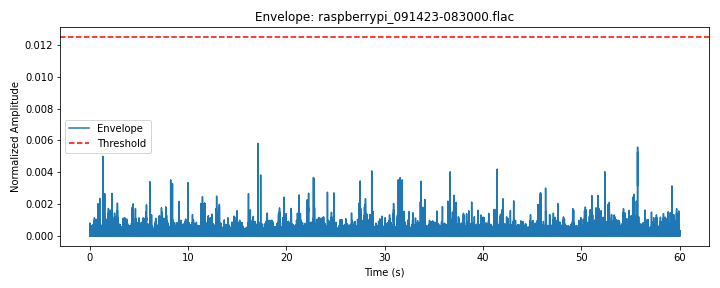 Envelope: raspberrypi_091423-083000.flac
Normalized Amplitude
0.012
0.010
0.008
0.006
0.004
0.002
0.000
Envelope
Threshold
0
10
20
30
40
50
60
Time (s)